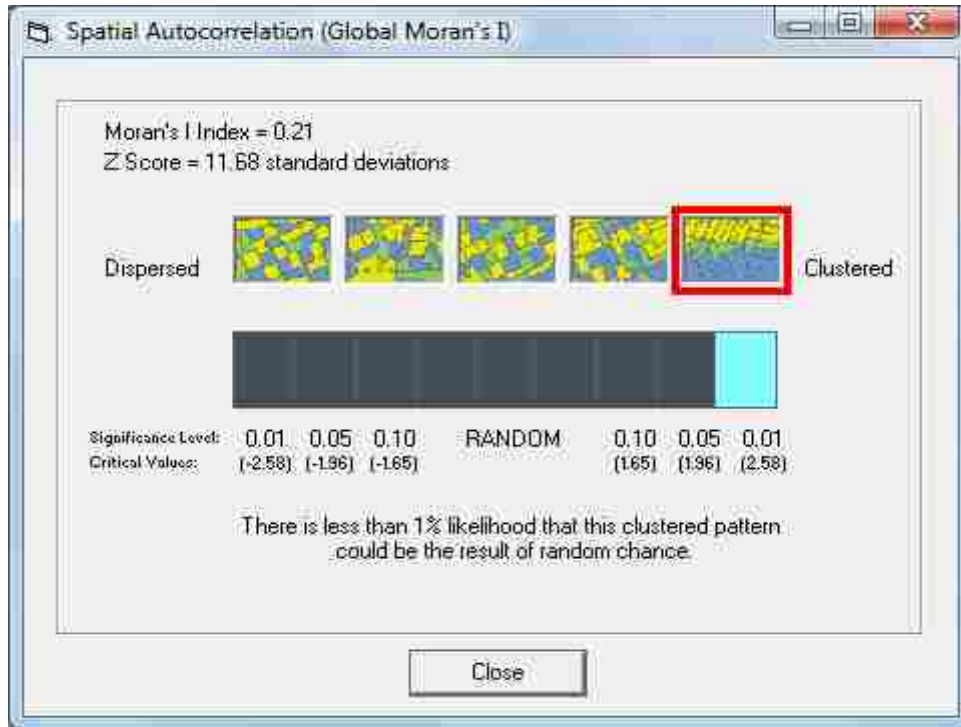 Spatial Autocorrelation (Global Moran's I)
Moran's I Index = 0.21
Z Score = 11.68 standard deviations
Dispersed
Clustered
Significance Level: 0.01 0.05 0.10 RANDOM 0.10 0.05 0.01
Critical Values: (-2.58) (-1.96) (-1.65) (1.65) (1.96) (2.58)
There is less than 1% likelihood that this clustered pattern
could be the result of random chance.
Close